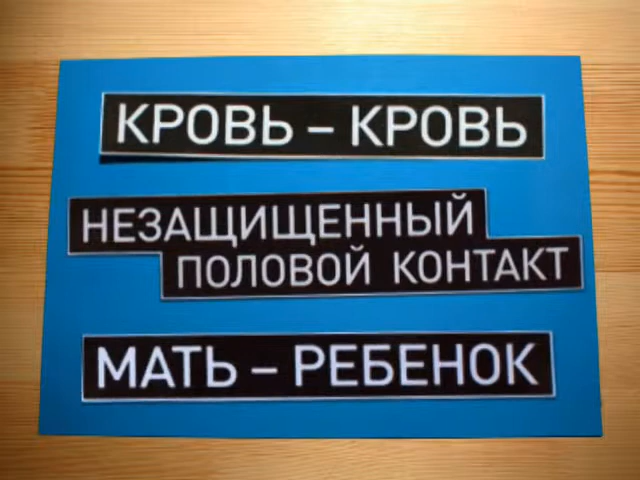 КРОВЬ – КРОВЬ
НЕЗАЩИЩЕННЫЙ
ПОЛОВОЙ КОНТАКТ
МАТЬ – РЕБЕНОК